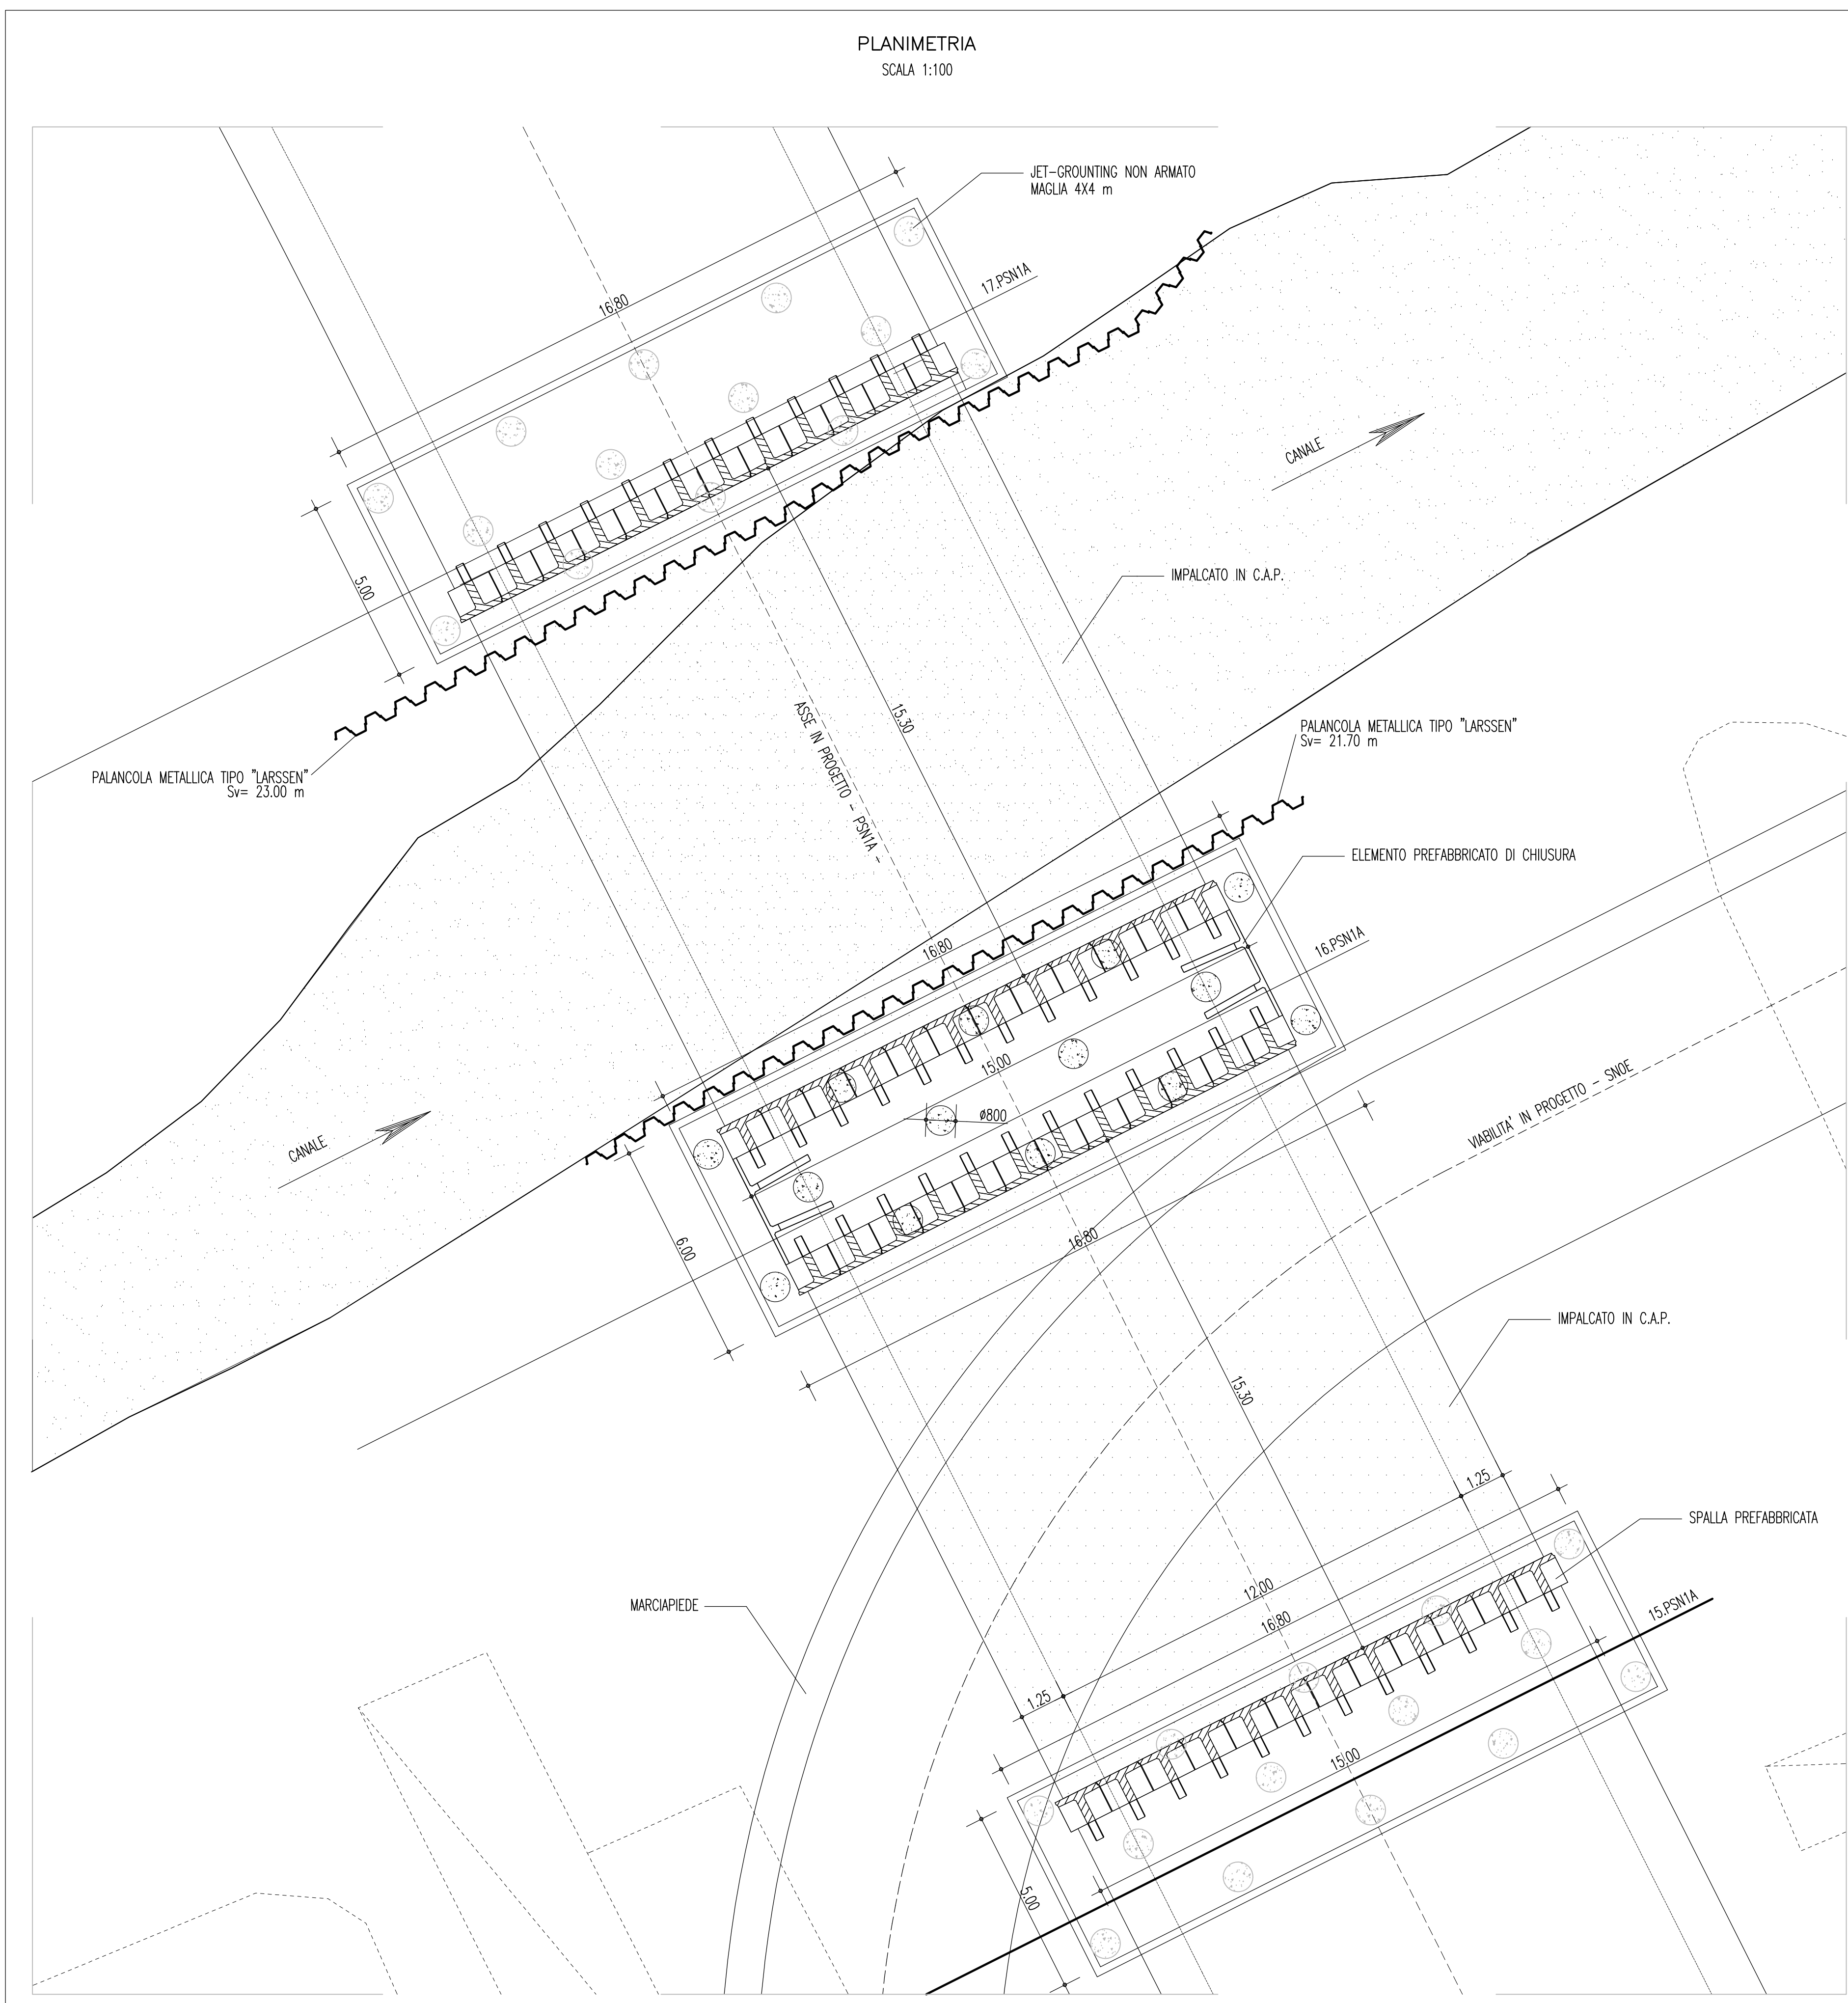 PLANIMETRIA
SCALA 1:100
JET-GROUNTING NON ARMATO
MAGLIA 4X4 m
17.PSN1A
16.80
CANALE
5.00
IMPALCATO IN C.A.P.
15.30
ASSE IN PROGETTO - PSN1A -
PALANCOLA METALLICA TIPO "LARSSEN"
Sv= 21.70 m
PALANCOLA METALLICA TIPO "LARSSEN"
Sv= 23.00 m
ELEMENTO PREFABBRICATO DI CHIUSURA
16.80
16.PSN1A
15.00
ø800
CANALE
VIABILITA' IN PROGETTO - SNOE
6.00
16.80
IMPALCATO IN C.A.P.
15.30
1.25
SPALLA PREFABBRICATA
12.00
MARCIAPIEDE
16.80
15.PSN1A
1.25
15.00
5.00